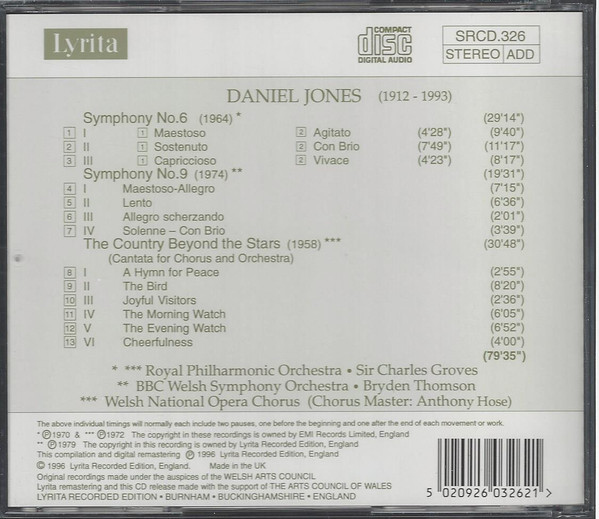 Lyrita
COMPACT
disc
DIGITAL AUDIO
SRCD.326
STEREO ADD
DANIEL JONES (1912 - 1993)
Symphony No.6 (1964) * (29'14")
1 I 1 Maestoso 2 Agitato (4'28") (9'40")
2 II 1 Sostenuto 2 Con Brio (7'49") (11'17")
3 III 1 Capriccioso 2 Vivace (4'23") (8'17")
Symphony No.9 (1974) ** (19'31")
4 I Maestoso-Allegro (7'15")
5 II Lento (6'36")
6 III Allegro scherzando (2'01")
7 IV Solenne – Con Brio (3'39")
The Country Beyond the Stars (1958) *** (30'48")
(Cantata for Chorus and Orchestra)
8 I A Hymn for Peace (2'55")
9 II The Bird (8'20")
10 III Joyful Visitors (2'36")
11 IV The Morning Watch (6'05")
12 V The Evening Watch (6'52")
13 VI Cheerfulness (4'00")
(79'35")
* *** Royal Philharmonic Orchestra • Sir Charles Groves
** BBC Welsh Symphony Orchestra • Bryden Thomson
*** Welsh National Opera Chorus (Chorus Master: Anthony Hose)
The above individual timings will normally each include two pauses, one before the beginning and one after the end of each movement or work.
* ℗1970 & *** ℗1972 The copyright in these recordings is owned by EMI Records Limited, England
** ℗1979 The copyright in this recording is owned by Lyrita Recorded Edition, England
This compilation and digital remastering ℗ 1996 Lyrita Recorded Edition, England
© 1996 Lyrita Recorded Edition, England. Made in the UK
Original recordings made under the auspices of the WELSH ARTS COUNCIL
Lyrita remastering and this CD release made with the support of THE ARTS COUNCIL OF WALES
LYRITA RECORDED EDITION • BURNHAM • BUCKINGHAMSHIRE • ENGLAND
5 020926 032621 >